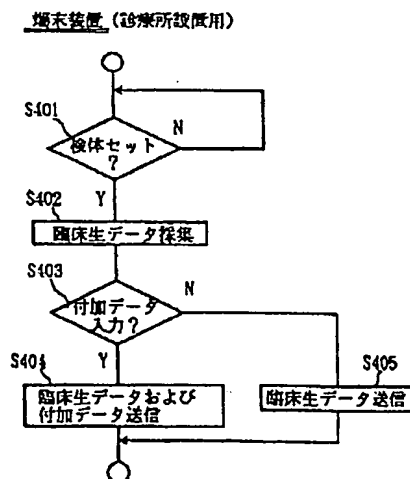 端末装置 (診療所設置用)
S401
検体セット
?
N
Y
S402
臨床生データ採集
S403
付加データ
入力?
N
Y
S404
臨床生データおよび
付加データ送信
S405
臨床生データ送信